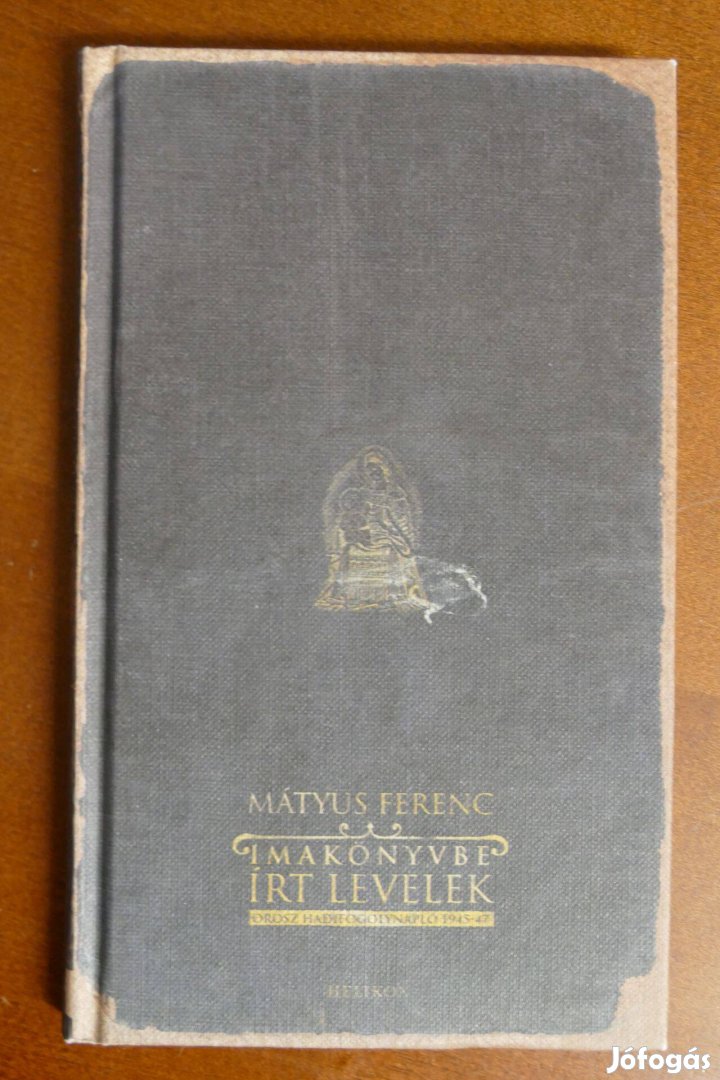 MÁTYUS FERENC
IMAKÖNYVBE
ÍRT LEVELEK
OROSZ HADIFOGOLYNAPLÓ 1945-47
HELIKON
Jófogás